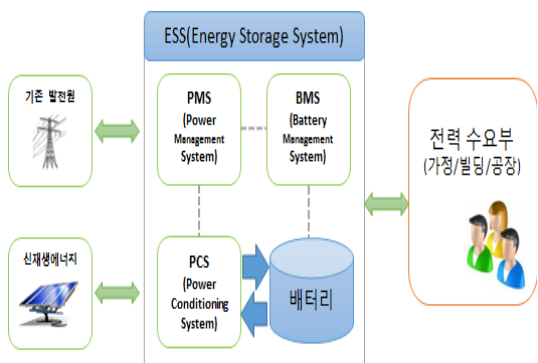 ESS(Energy Storage System)
기존 발전원
PMS
(Power
Management
System)
BMS
(Battery
Management
System)
전력 수요부
(가정/빌딩/공장)
신재생에너지
PCS
(Power
Conditioning
System)
배터리